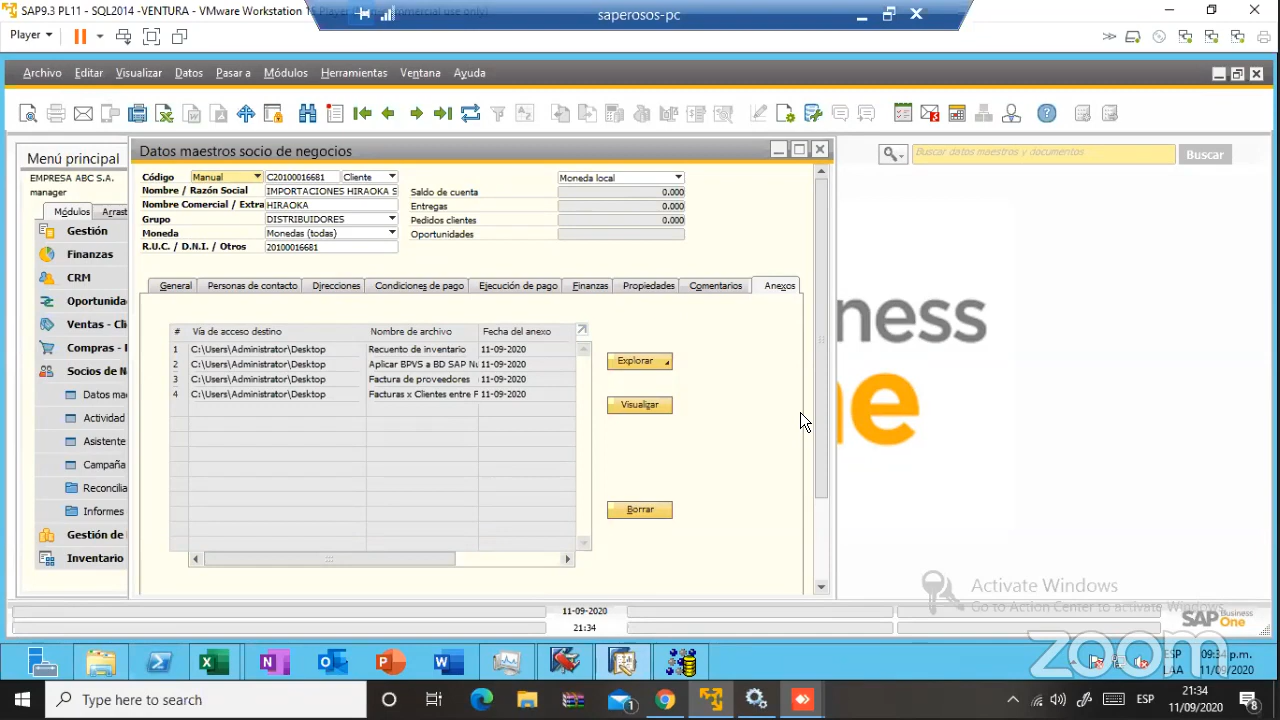 SAP9.3 PL11 - SQL2014 -VENTURA - VMware Workstation 15 Player
saperosos-pc
Player
Archivo Editar Visualizar Datos Pasar a Módulos Herramientas Ventana Ayuda
Menú principal
EMPRESA ABC S.A.
manager
Módulos Arrast
Gestión
Finanzas
CRM
Oportunida
Ventas - Cli
Compras -
Socios de N
Datos ma
Actividad
Asistente
Campaña
Reconcilia
Informes
Gestión de
Inventario
Datos maestros socio de negocios
Código Manual C20100016681 Cliente
Nombre / Razón Social IMPORTACIONES HIRAOKA S
Nombre Comercial / Extra HIRAOKA
Grupo DISTRIBUIDORES
Moneda Monedas (todas)
R.U.C. / D.N.I. / Otros 20100016681
Moneda local
Saldo de cuenta 0.000
Entregas 0.000
Pedidos clientes 0.000
Oportunidades
General Personas de contacto Direcciones Condiciones de pago Ejecución de pago Finanzas Propiedades Comentarios Anexos
# Vía de acceso destino Nombre de archivo Fecha del anexo
1 C:\Users\Administrator\Desktop Recuento de inventario 11-09-2020
2 C:\Users\Administrator\Desktop Aplicar BPVS a BD SAP Nu 11-09-2020
3 C:\Users\Administrator\Desktop Factura de proveedores 11-09-2020
4 C:\Users\Administrator\Desktop Facturas x Clientes entre F 11-09-2020
Explorar
Visualizar
Borrar
Buscar datos maestros y documentos Buscar
ness
ne
Activate Windows
Go to Action Center to activate Windows.
11-09-2020
21:34
SAP Business One
zoom
ESP 09:34 p.m.
LAA 11/09/2020
Type here to search
1
ESP
21:34
11/09/2020
8